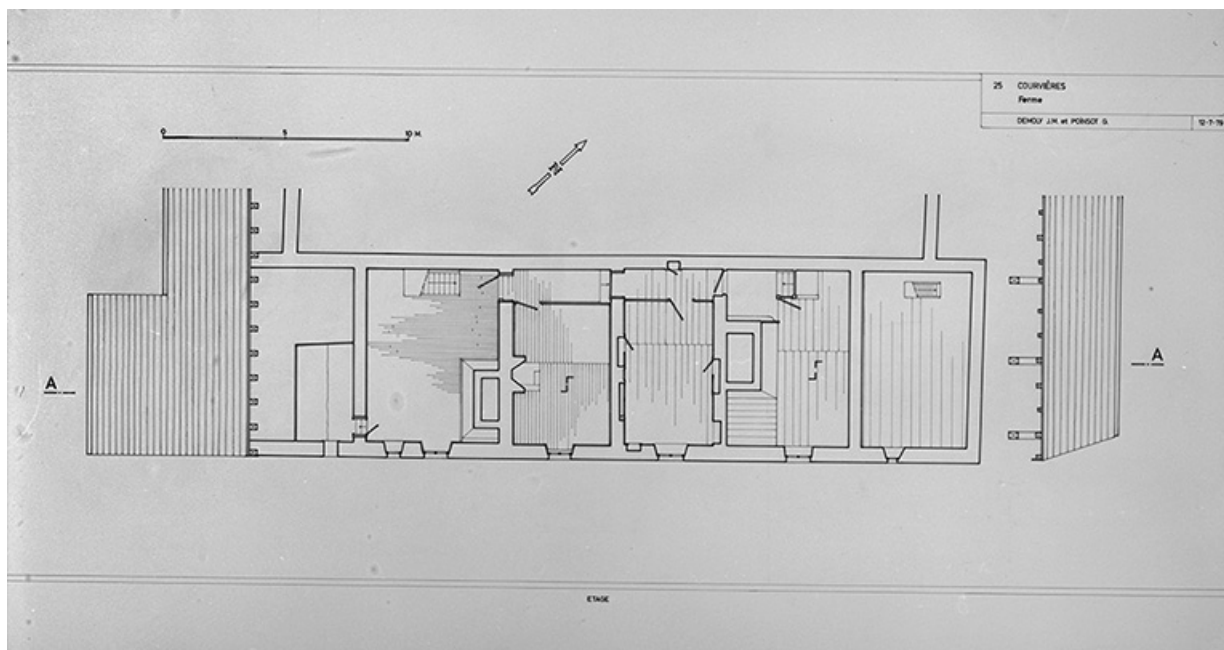 25 COURVIÈRES
Ferme
DEMOLY J.M. et POINSOT G.
12-7-79
0 5 10 M.
A
A
ETAGE